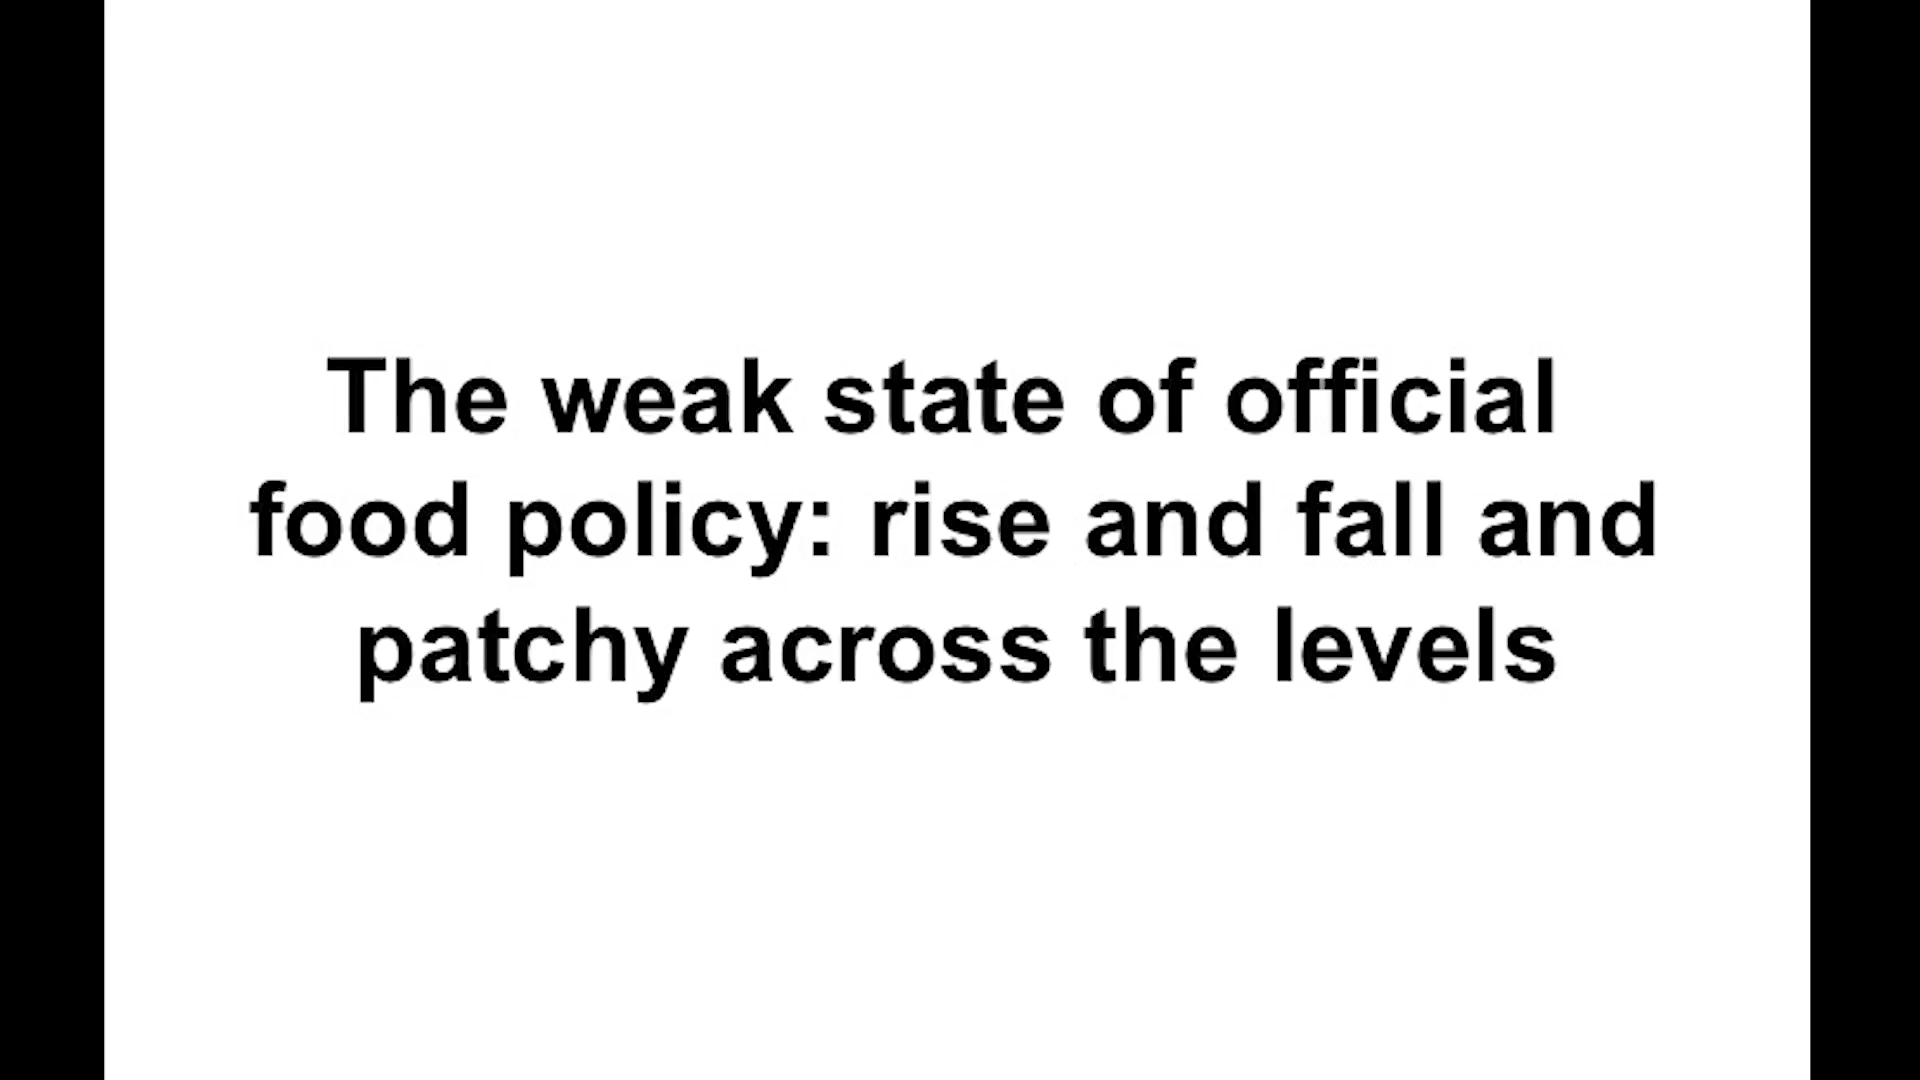 The weak state of official
food policy: rise and fall and
patchy across the levels